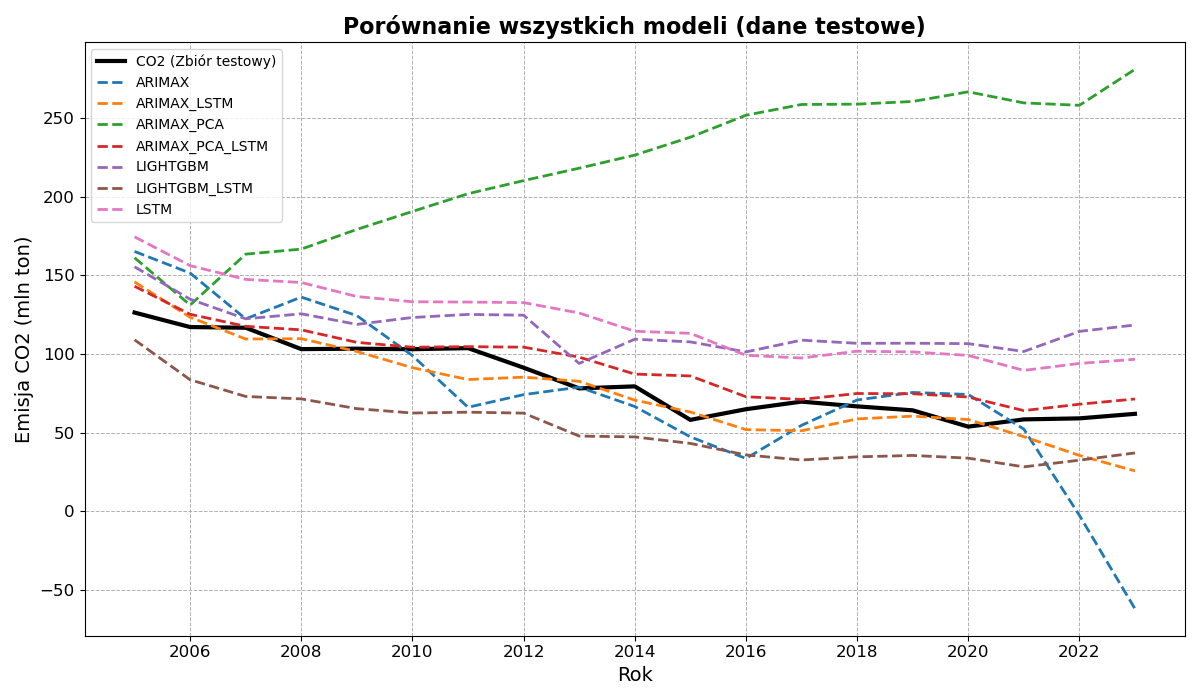 Porównanie wszystkich modeli (dane testowe)
CO2 (Zbiór testowy)
ARIMAX
ARIMAX_LSTM
ARIMAX_PCA
ARIMAX_PCA_LSTM
LIGHTGBM
LIGHTGBM_LSTM
LSTM
Emisja CO2 (mln ton)
250
200
150
100
50
0
−50
2006 2008 2010 2012 2014 2016 2018 2020 2022
Rok